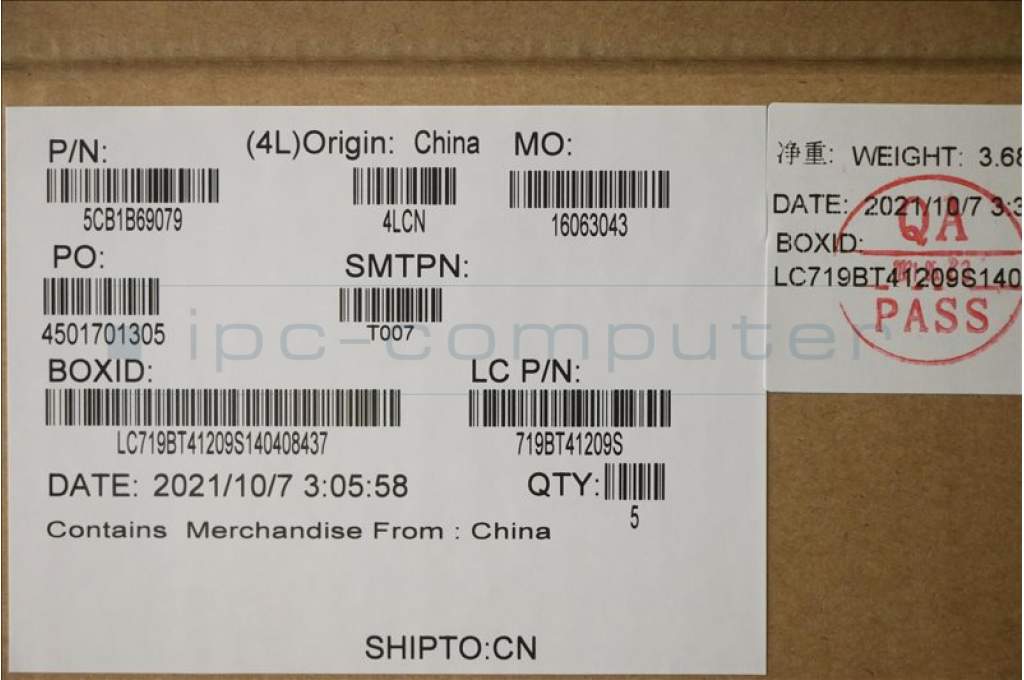 P/N:
(4L)Origin: China
MO:
5CB1B69079
4LCN
16063043
PO:
SMTPN:
4501701305
T007
BOXID:
LC P/N:
LC719BT41209S140408437
719BT41209S
DATE: 2021/10/7 3:05:58
QTY:
5
Contains Merchandise From : China
SHIPTO:CN
净重: WEIGHT: 3.68
DATE: 2021/10/7 3:3
BOXID:
LC719BT41209S140
QA
PASS
ipc-computer